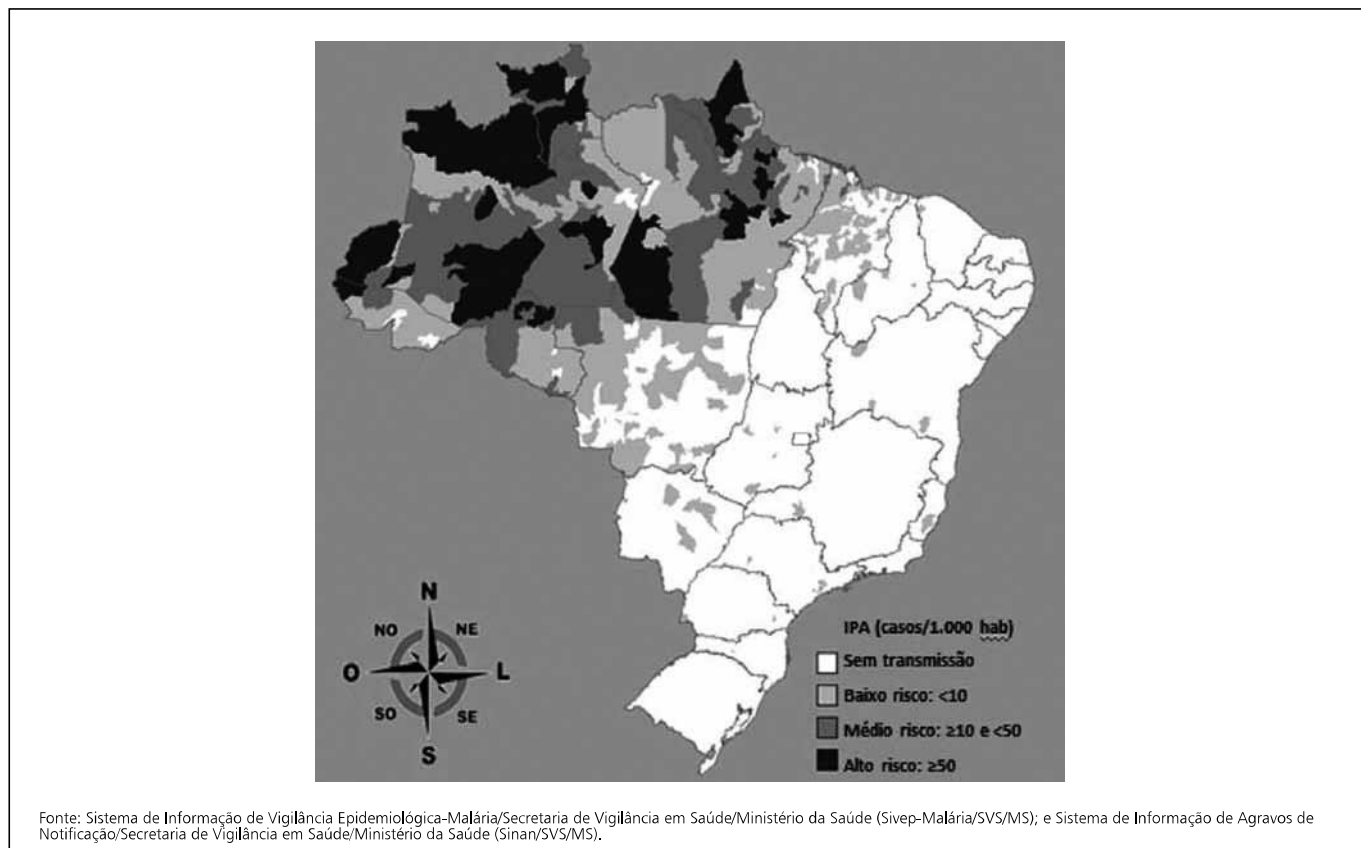 N
NO NE
O L
SO SE
S
IPA (casos/1.000 hab)
Sem transmissão
Baixo risco: <10
Médio risco: ≥10 e <50
Alto risco: ≥50
Fonte: Sistema de Informação de Vigilância Epidemiológica-Malária/Secretaria de Vigilância em Saúde/Ministério da Saúde (Sivep-Malária/SVS/MS); e Sistema de Informação de Agravos de
Notificação/Secretaria de Vigilância em Saúde/Ministério da Saúde (Sinan/SVS/MS).